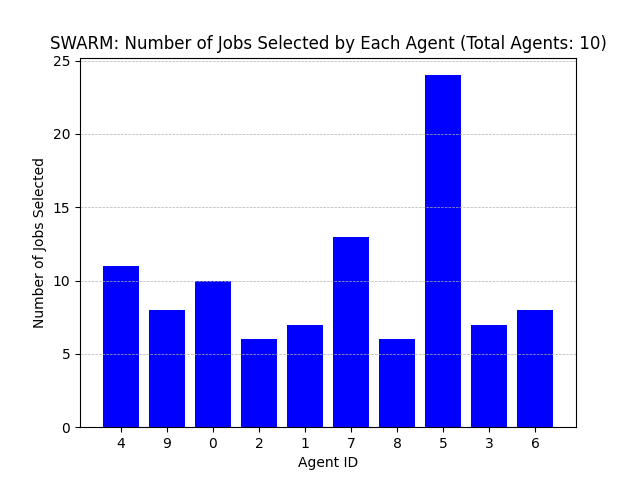 SWARM: Number of Jobs Selected by Each Agent (Total Agents: 10)
25
20
15
10
5
0
Number of Jobs Selected
4 9 0 2 1 7 8 5 3 6
Agent ID